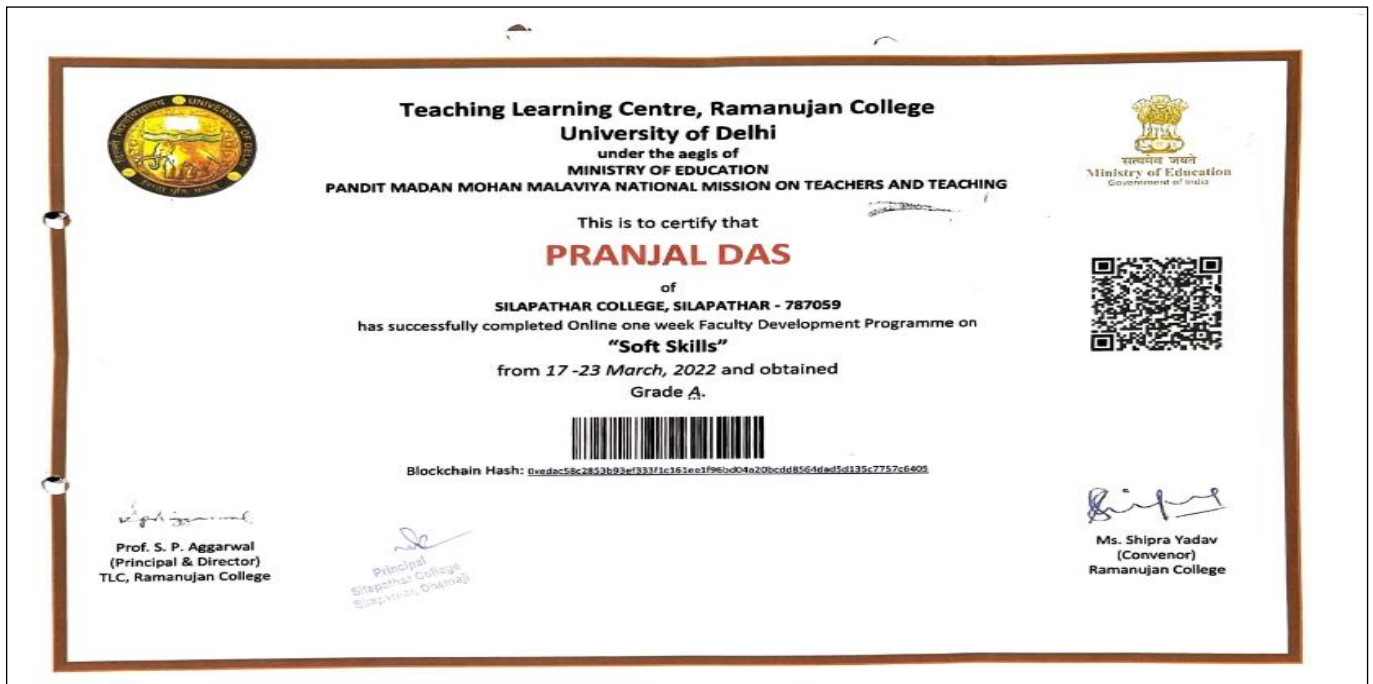 Teaching Learning Centre, Ramanujan College
University of Delhi
under the aegis of
MINISTRY OF EDUCATION
PANDIT MADAN MOHAN MALAVIYA NATIONAL MISSION ON TEACHERS AND TEACHING
सत्यमेव जयते
Ministry of Education
Government of India
This is to certify that
PRANJAL DAS
of
SILAPATHAR COLLEGE, SILAPATHAR - 787059
has successfully completed Online one week Faculty Development Programme on
“Soft Skills”
from 17 -23 March, 2022 and obtained
Grade A.
Blockchain Hash:
Prof. S. P. Aggarwal
(Principal & Director)
TLC, Ramanujan College
Principal
Silapathar College
Silapathar, Dhemaji
Ms. Shipra Yadav
(Convenor)
Ramanujan College